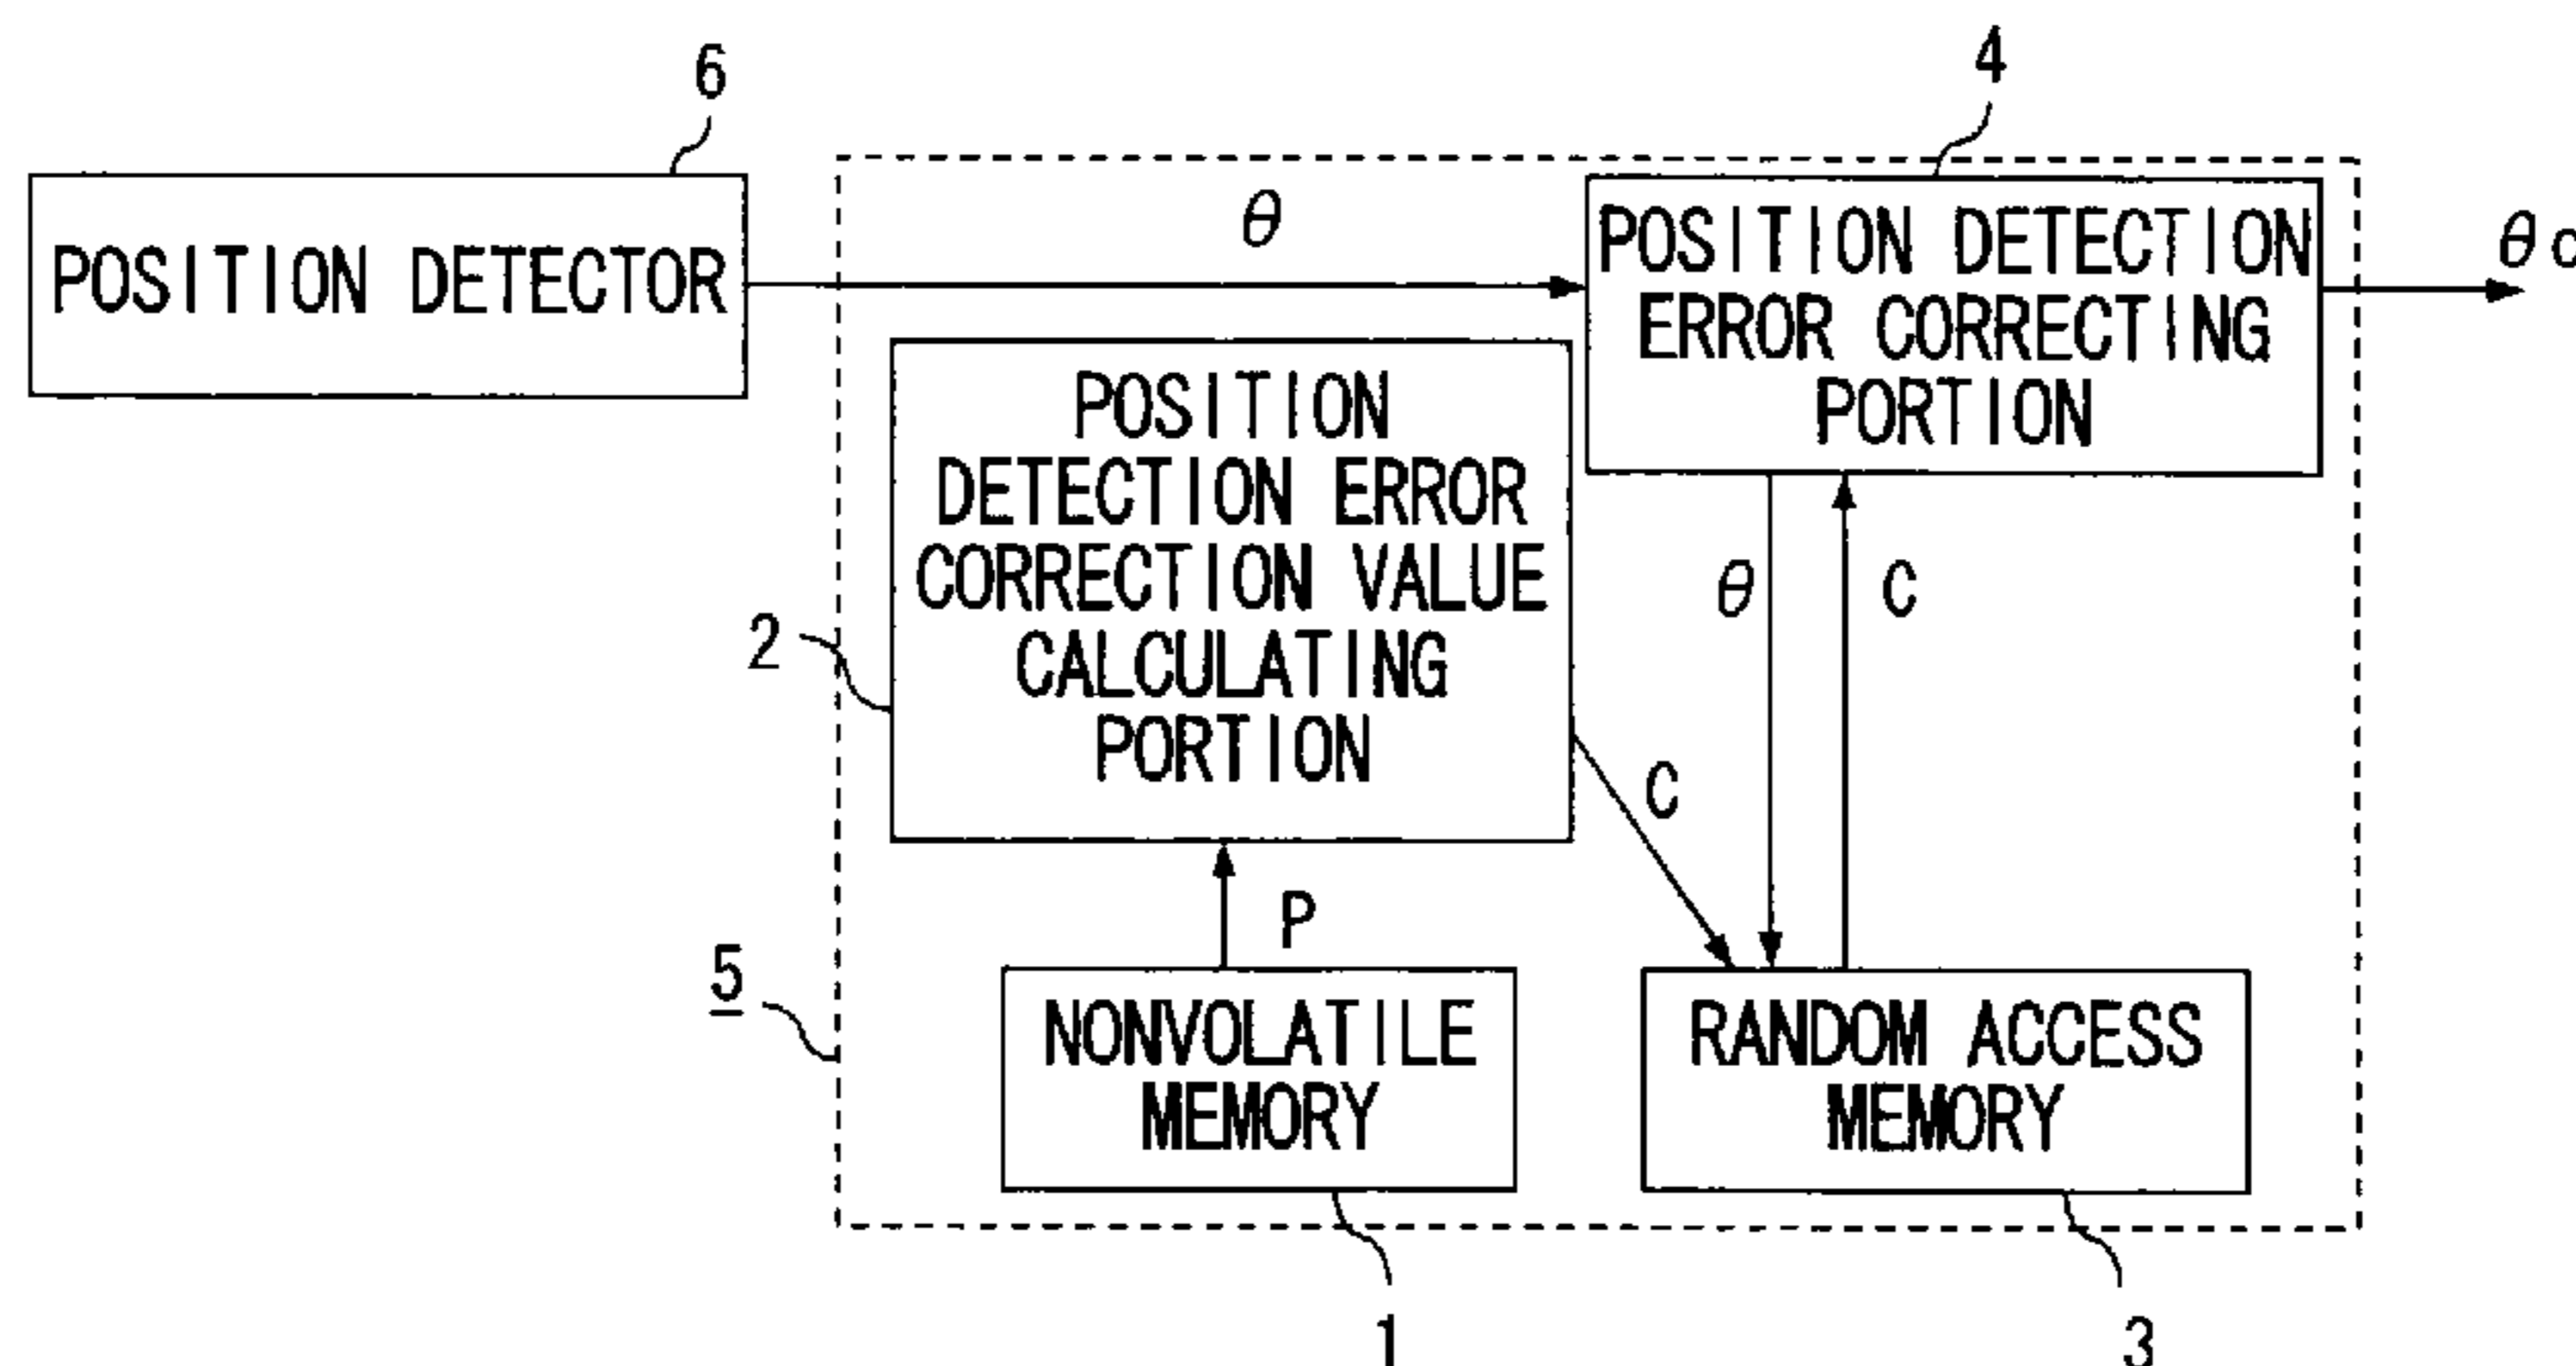 6
4
POSITION DETECTOR
θ
POSITION DETECTION
ERROR CORRECTING
PORTION
θc
POSITION
DETECTION ERROR
CORRECTION VALUE
CALCULATING
PORTION
2
θ
C
C
P
5
NONVOLATILE
MEMORY
RANDOM ACCESS
MEMORY
1
3